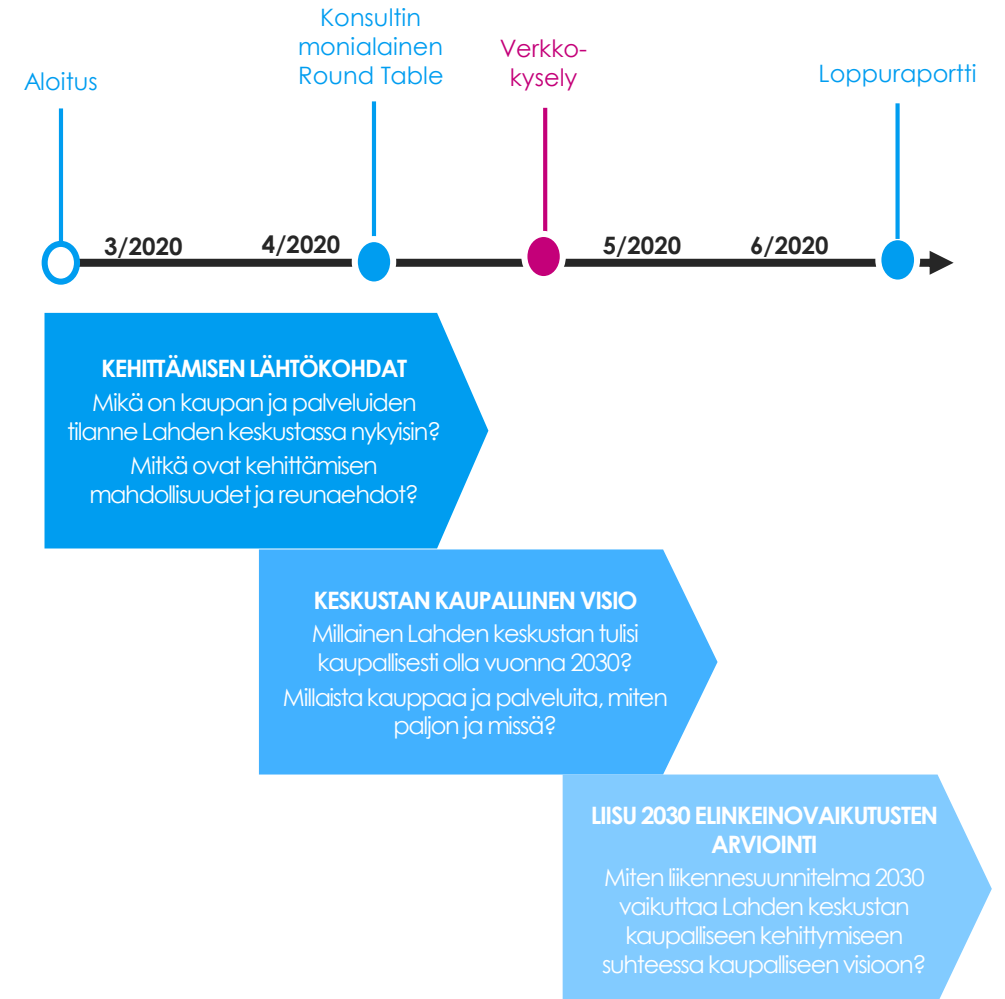 Aloitus
Konsultin
monialainen
Round Table
Verkko-
kysely
Loppuraportti
3/2020
4/2020
5/2020
6/2020
KEHITTÄMISEN LÄHTÖKOHDAT
Mikä on kaupan ja palveluiden
tilanne Lahden keskustassa nykyisin?
Mitkä ovat kehittämisen
mahdollisuudet ja reunaehdot?
KESKUSTAN KAUPALLINEN VISIO
Millainen Lahden keskustan tulisi
kaupallisesti olla vuonna 2030?
Millaista kauppaa ja palveluita, miten
paljon ja missä?
LIISU 2030 ELINKEINOVAIKUTUSTEN
ARVIOINTI
Miten liikennesuunnitelma 2030
vaikuttaa Lahden keskustan
kaupalliseen kehittymiseen
suhteessa kaupalliseen visioon?